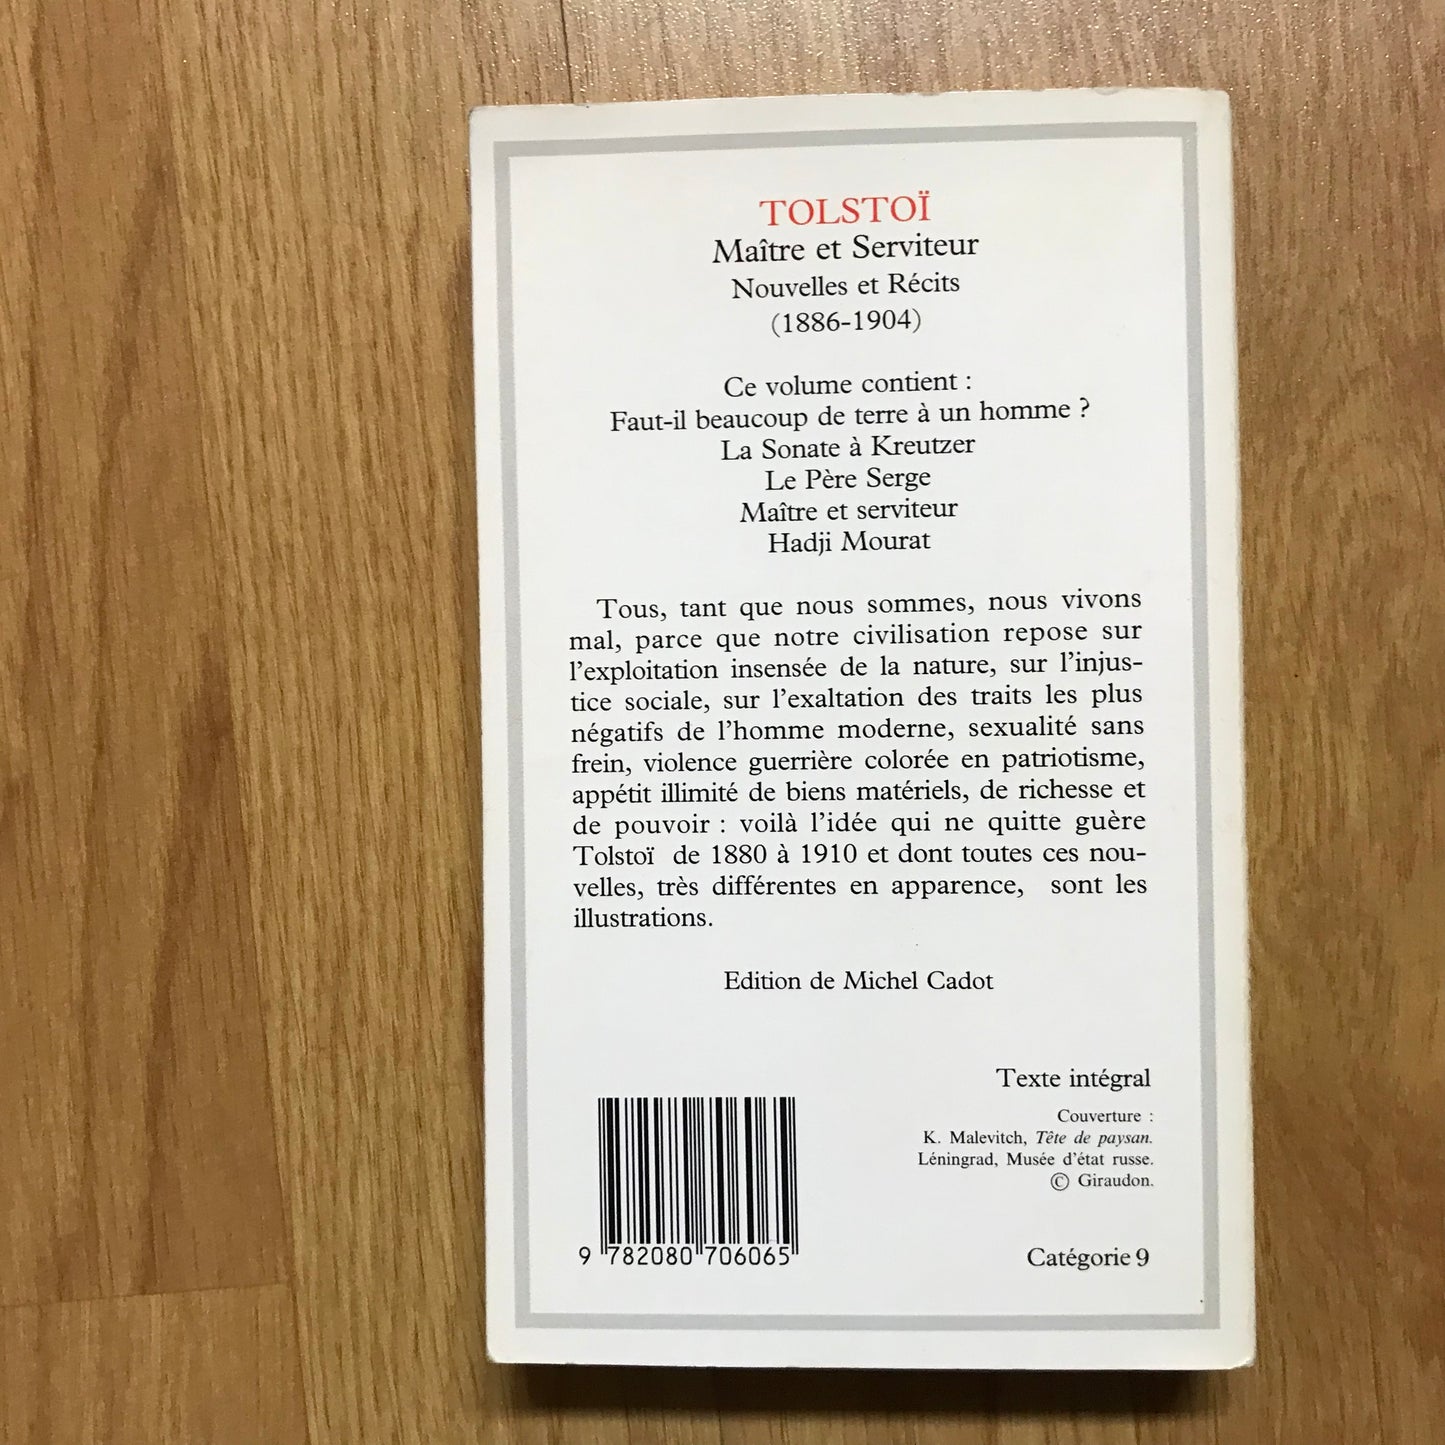 TOLSTOÏ
Maître et Serviteur
Nouvelles et Récits
(1886-1904)
Ce volume contient :
Faut-il beaucoup de terre à un homme ?
La Sonate à Kreutzer
Le Père Serge
Maître et serviteur
Hadji Mourat
Tous, tant que nous sommes, nous vivons
mal, parce que notre civilisation repose sur
l'exploitation insensée de la nature, sur l'injus-
tice sociale, sur l'exaltation des traits les plus
négatifs de l'homme moderne, sexualité sans
frein, violence guerrière colorée en patriotisme,
appétit illimité de biens matériels, de richesse et
de pouvoir : voilà l'idée qui ne quitte guère
Tolstoï de 1880 à 1910 et dont toutes ces nou-
velles, très différentes en apparence, sont les
illustrations.
Edition de Michel Cadot
Texte intégral
Couverture :
K. Malevitch, Tête de paysan.
Léningrad, Musée d'état russe.
© Giraudon.
9 782080 706065
Catégorie 9